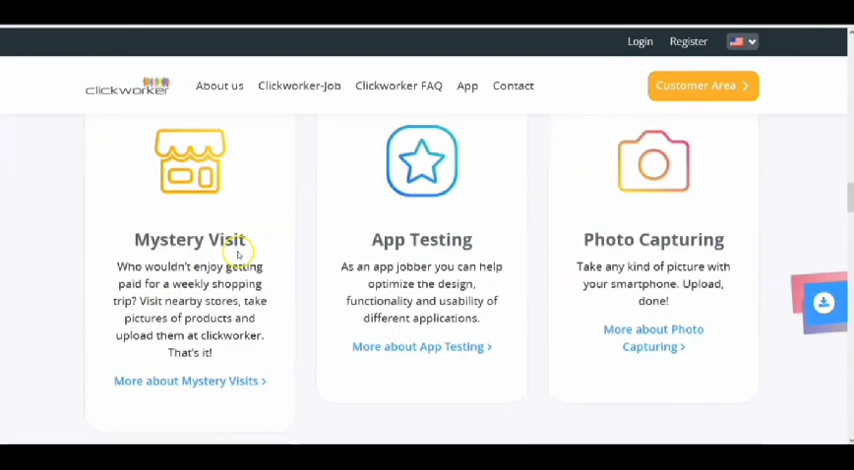 Login Register
clickworker About us Clickworker-Job Clickworker FAQ App Contact Customer Area >
Mystery Visit
Who wouldn't enjoy getting
paid for a weekly shopping
trip? Visit nearby stores, take
pictures of products and
upload them at clickworker.
That's it!
More about Mystery Visits >
App Testing
As an app jobber you can help
optimize the design,
functionality and usability of
different applications.
More about App Testing >
Photo Capturing
Take any kind of picture with
your smartphone. Upload,
done!
More about Photo
Capturing >